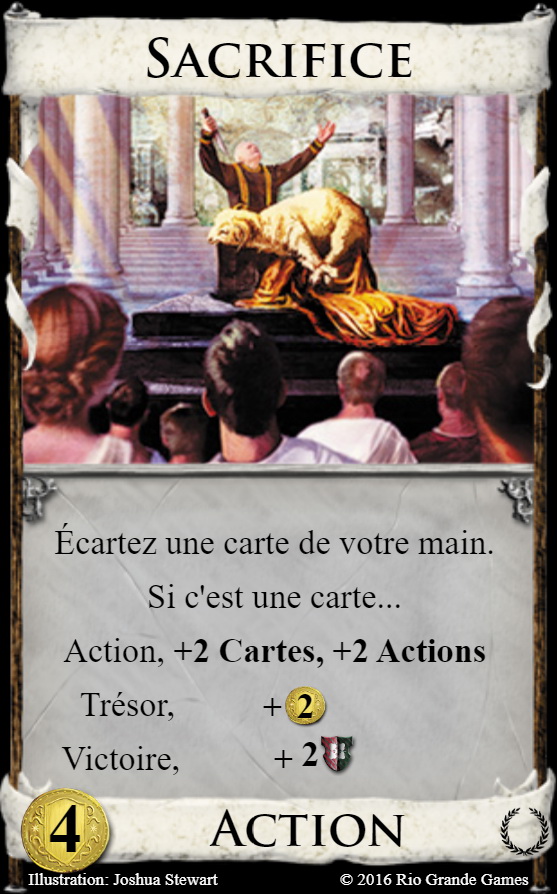 SACRIFICE
Écartez une carte de votre main.
Si c'est une carte...
Action, +2 Cartes, +2 Actions
Trésor, +2
Victoire, + 2
4 ACTION
Illustration: Joshua Stewart © 2016 Rio Grande Games